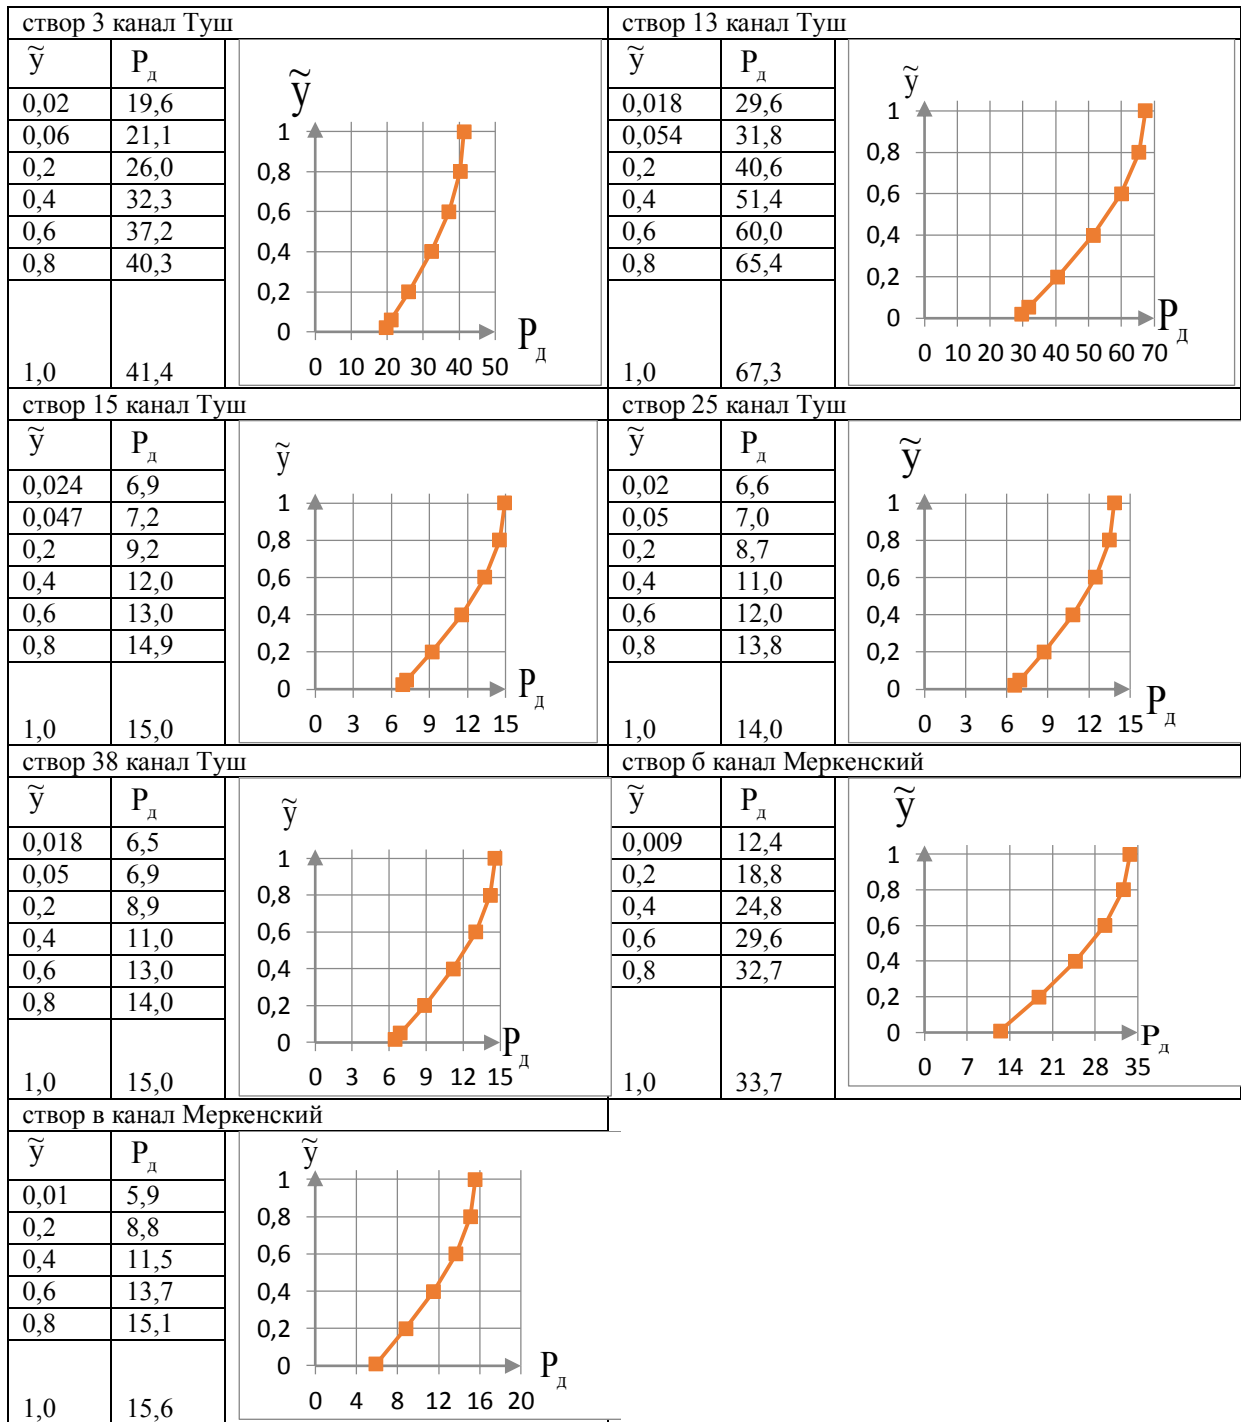 створ 3 канал Туш
ỹ Pд
0,02 19,6
0,06 21,1
0,2 26,0
0,4 32,3
0,6 37,2
0,8 40,3
1,0 41,4
ỹ
1
0,8
0,6
0,4
0,2
0
0 10 20 30 40 50
Pд
створ 13 канал Туш
ỹ Pд
0,018 29,6
0,054 31,8
0,2 40,6
0,4 51,4
0,6 60,0
0,8 65,4
1,0 67,3
ỹ
1
0,8
0,6
0,4
0,2
0
0 10 20 30 40 50 60 70
Pд
створ 15 канал Туш
ỹ Pд
0,024 6,9
0,047 7,2
0,2 9,2
0,4 12,0
0,6 13,0
0,8 14,9
1,0 15,0
ỹ
1
0,8
0,6
0,4
0,2
0
0 3 6 9 12 15
Pд
створ 25 канал Туш
ỹ Pд
0,02 6,6
0,05 7,0
0,2 8,7
0,4 11,0
0,6 12,0
0,8 13,8
1,0 14,0
ỹ
1
0,8
0,6
0,4
0,2
0
0 3 6 9 12 15
Pд
створ 38 канал Туш
ỹ Pд
0,018 6,5
0,05 6,9
0,2 8,9
0,4 11,0
0,6 13,0
0,8 14,0
1,0 15,0
ỹ
1
0,8
0,6
0,4
0,2
0
0 3 6 9 12 15
Pд
створ б канал Меркенский
ỹ Pд
0,009 12,4
0,2 18,8
0,4 24,8
0,6 29,6
0,8 32,7
1,0 33,7
ỹ
1
0,8
0,6
0,4
0,2
0
0 7 14 21 28 35
Pд
створ в канал Меркенский
ỹ Pд
0,01 5,9
0,2 8,8
0,4 11,5
0,6 13,7
0,8 15,1
1,0 15,6
ỹ
1
0,8
0,6
0,4
0,2
0
0 4 8 12 16 20
Pд